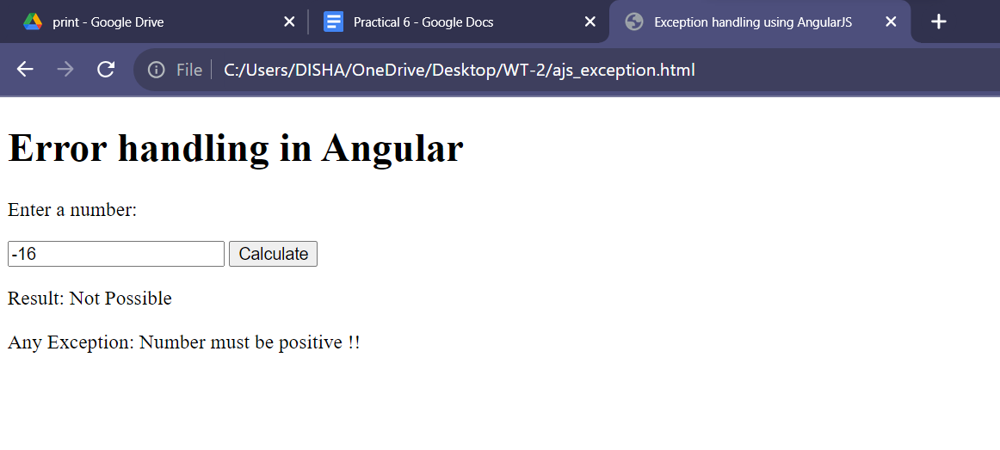 print - Google Drive
Practical 6 - Google Docs
Exception handling using AngularJS
File
C:/Users/DISHA/OneDrive/Desktop/WT-2/ajs_exception.html
Error handling in Angular
Enter a number:
-16 Calculate
Result: Not Possible
Any Exception: Number must be positive !!